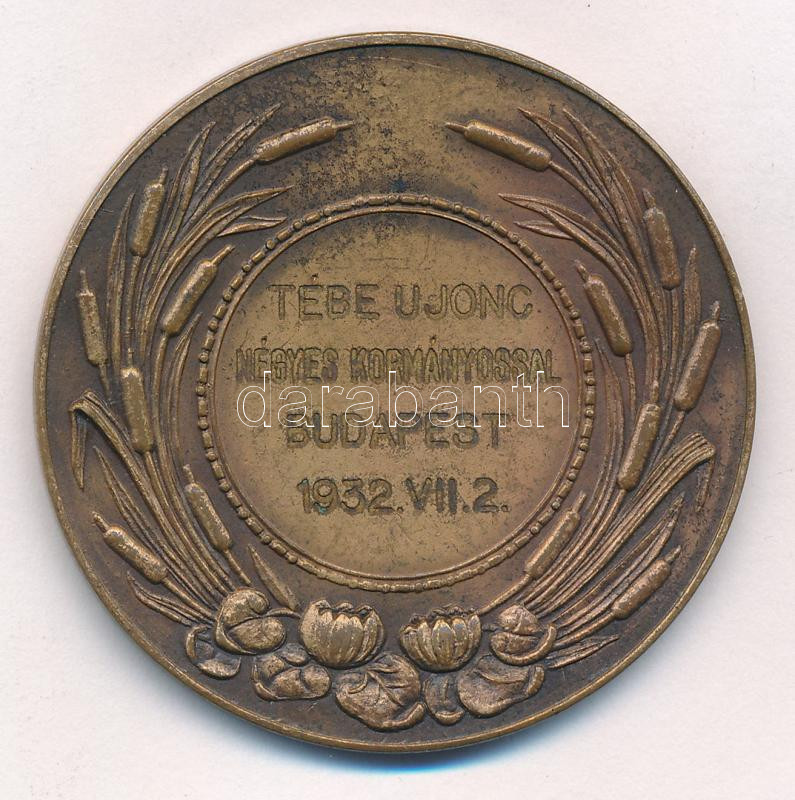 TÉBE UJONC
NÉGYES KORMÁNYOSSAL
darabanth
BUDAPEST
1932.VII.2.